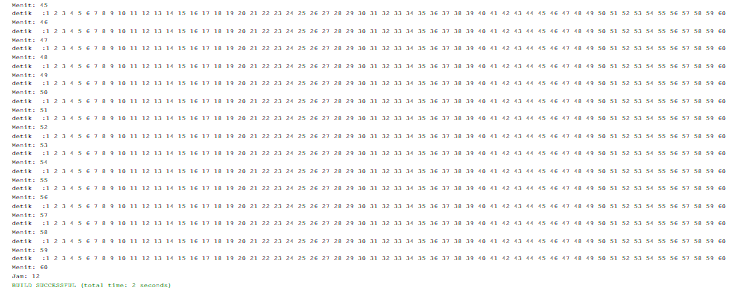 Menit: 45
detik :1 2 3 4 5 6 7 8 9 10 11 12 13 14 15 16 17 18 19 20 21 22 23 24 25 26 27 28 29 30 31 32 33 34 35 36 37 38 39 40 41 42 43 44 45 46 47 48 49 50 51 52 53 54 55 56 57 58 59 60
Menit: 46
detik :1 2 3 4 5 6 7 8 9 10 11 12 13 14 15 16 17 18 19 20 21 22 23 24 25 26 27 28 29 30 31 32 33 34 35 36 37 38 39 40 41 42 43 44 45 46 47 48 49 50 51 52 53 54 55 56 57 58 59 60
Menit: 47
detik :1 2 3 4 5 6 7 8 9 10 11 12 13 14 15 16 17 18 19 20 21 22 23 24 25 26 27 28 29 30 31 32 33 34 35 36 37 38 39 40 41 42 43 44 45 46 47 48 49 50 51 52 53 54 55 56 57 58 59 60
Menit: 48
detik :1 2 3 4 5 6 7 8 9 10 11 12 13 14 15 16 17 18 19 20 21 22 23 24 25 26 27 28 29 30 31 32 33 34 35 36 37 38 39 40 41 42 43 44 45 46 47 48 49 50 51 52 53 54 55 56 57 58 59 60
Menit: 49
detik :1 2 3 4 5 6 7 8 9 10 11 12 13 14 15 16 17 18 19 20 21 22 23 24 25 26 27 28 29 30 31 32 33 34 35 36 37 38 39 40 41 42 43 44 45 46 47 48 49 50 51 52 53 54 55 56 57 58 59 60
Menit: 50
detik :1 2 3 4 5 6 7 8 9 10 11 12 13 14 15 16 17 18 19 20 21 22 23 24 25 26 27 28 29 30 31 32 33 34 35 36 37 38 39 40 41 42 43 44 45 46 47 48 49 50 51 52 53 54 55 56 57 58 59 60
Menit: 51
detik :1 2 3 4 5 6 7 8 9 10 11 12 13 14 15 16 17 18 19 20 21 22 23 24 25 26 27 28 29 30 31 32 33 34 35 36 37 38 39 40 41 42 43 44 45 46 47 48 49 50 51 52 53 54 55 56 57 58 59 60
Menit: 52
detik :1 2 3 4 5 6 7 8 9 10 11 12 13 14 15 16 17 18 19 20 21 22 23 24 25 26 27 28 29 30 31 32 33 34 35 36 37 38 39 40 41 42 43 44 45 46 47 48 49 50 51 52 53 54 55 56 57 58 59 60
Menit: 53
detik :1 2 3 4 5 6 7 8 9 10 11 12 13 14 15 16 17 18 19 20 21 22 23 24 25 26 27 28 29 30 31 32 33 34 35 36 37 38 39 40 41 42 43 44 45 46 47 48 49 50 51 52 53 54 55 56 57 58 59 60
Menit: 54
detik :1 2 3 4 5 6 7 8 9 10 11 12 13 14 15 16 17 18 19 20 21 22 23 24 25 26 27 28 29 30 31 32 33 34 35 36 37 38 39 40 41 42 43 44 45 46 47 48 49 50 51 52 53 54 55 56 57 58 59 60
Menit: 55
detik :1 2 3 4 5 6 7 8 9 10 11 12 13 14 15 16 17 18 19 20 21 22 23 24 25 26 27 28 29 30 31 32 33 34 35 36 37 38 39 40 41 42 43 44 45 46 47 48 49 50 51 52 53 54 55 56 57 58 59 60
Menit: 56
detik :1 2 3 4 5 6 7 8 9 10 11 12 13 14 15 16 17 18 19 20 21 22 23 24 25 26 27 28 29 30 31 32 33 34 35 36 37 38 39 40 41 42 43 44 45 46 47 48 49 50 51 52 53 54 55 56 57 58 59 60
Menit: 57
detik :1 2 3 4 5 6 7 8 9 10 11 12 13 14 15 16 17 18 19 20 21 22 23 24 25 26 27 28 29 30 31 32 33 34 35 36 37 38 39 40 41 42 43 44 45 46 47 48 49 50 51 52 53 54 55 56 57 58 59 60
Menit: 58
detik :1 2 3 4 5 6 7 8 9 10 11 12 13 14 15 16 17 18 19 20 21 22 23 24 25 26 27 28 29 30 31 32 33 34 35 36 37 38 39 40 41 42 43 44 45 46 47 48 49 50 51 52 53 54 55 56 57 58 59 60
Menit: 59
detik :1 2 3 4 5 6 7 8 9 10 11 12 13 14 15 16 17 18 19 20 21 22 23 24 25 26 27 28 29 30 31 32 33 34 35 36 37 38 39 40 41 42 43 44 45 46 47 48 49 50 51 52 53 54 55 56 57 58 59 60
Menit: 60
Jam: 12
BUILD SUCCESSFUL (total time: 2 seconds)